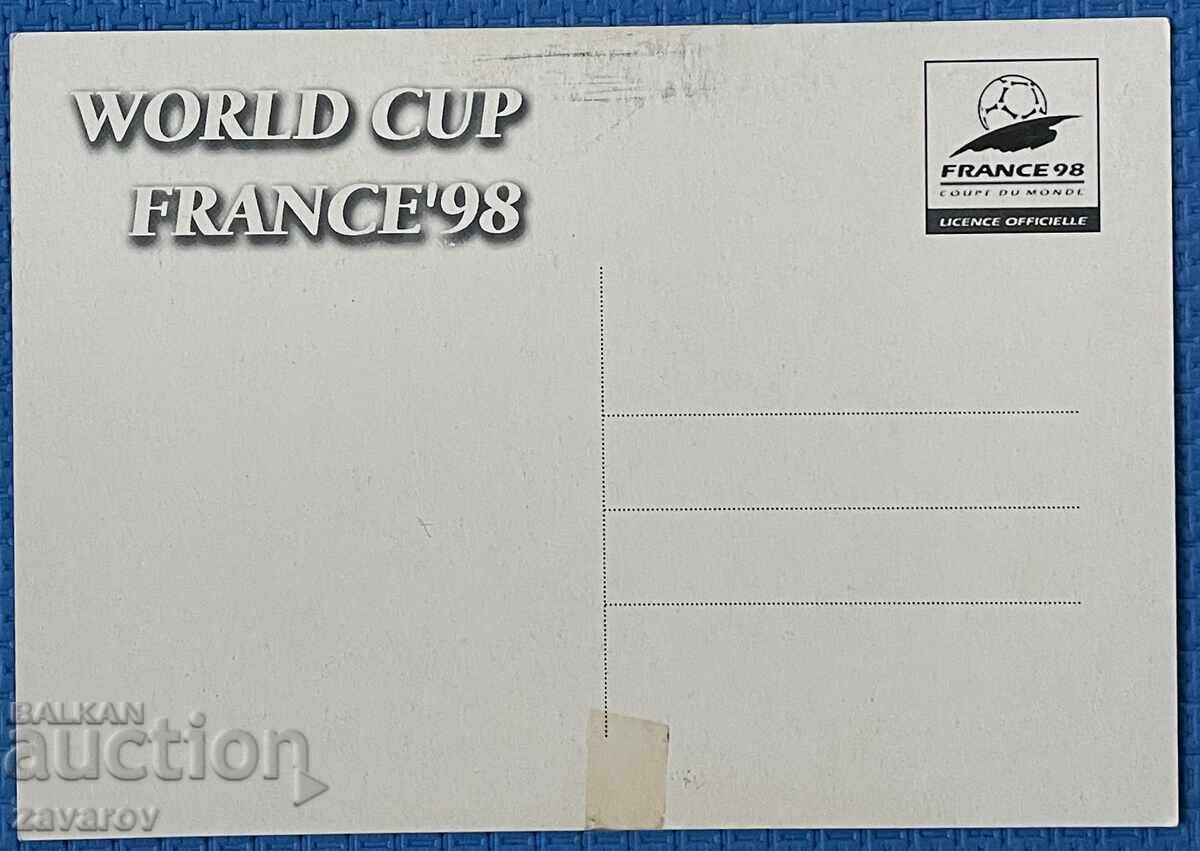 WORLD CUP
FRANCE'98
FRANCE 98
COUPE DU MONDE
LICENCE OFFICIELLE
BALKAN
auction
zavarov